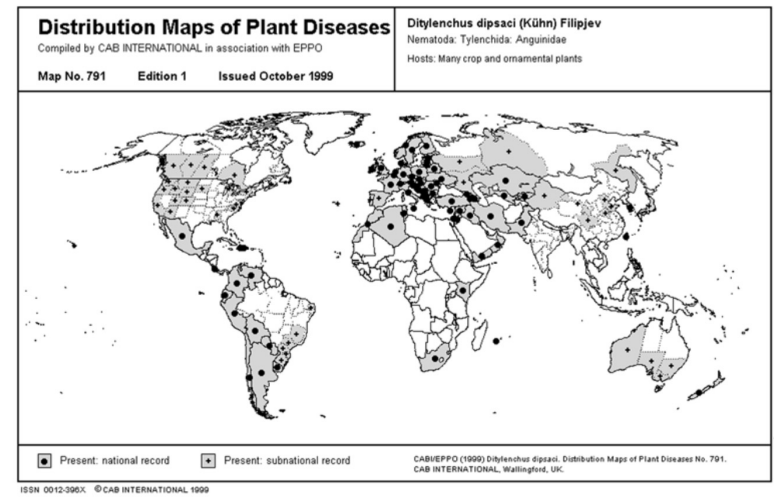 Distribution Maps of Plant Diseases
Compiled by CAB INTERNATIONAL in association with EPPO
Map No. 791 Edition 1 Issued October 1999
Ditylenchus dipsaci (Kühn) Filipjev
Nematoda: Tylenchida: Anguinidae
Hosts: Many crop and ornamental plants
Present: national record
Present: subnational record
CABI/EPPO (1999) Ditylenchus dipsaci. Distribution Maps of Plant Diseases No. 791.
CAB INTERNATIONAL, Wallingford, UK.
ISSN 0012-396X ©CAB INTERNATIONAL 1999